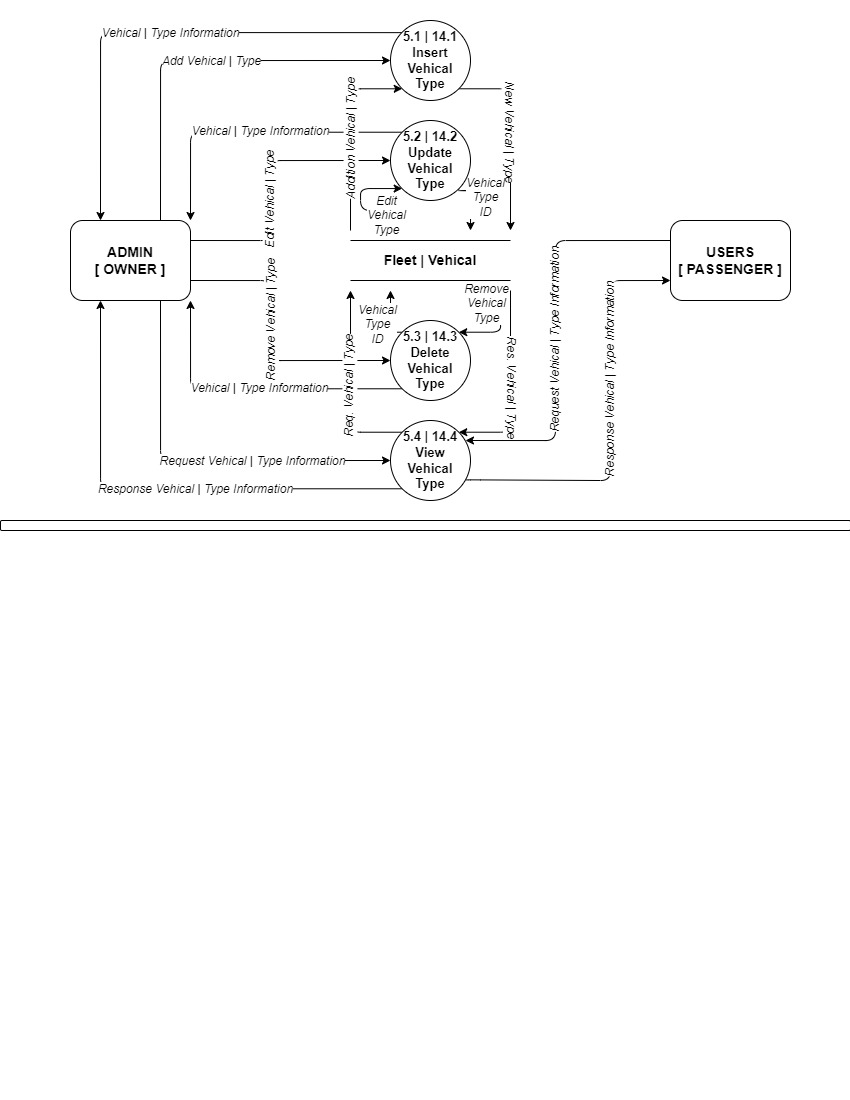 Vehical | Type Information
5.1 | 14.1
Insert
Vehical
Type
Add Vehical | Type
Addition Vehical | Type
New Vehical | Type
Vehical | Type Information
5.2 | 14.2
Update
Vehical
Type
Edit Vehical | Type
Edit
Vehical
Type
Vehical
Type
ID
ADMIN
[ OWNER ]
Fleet | Vehical
USERS
[ PASSENGER ]
Remove Vehical | Type
Vehical
Type
ID
Remove
Vehical
Type
5.3 | 14.3
Delete
Vehical
Type
Req. Vehical | Type
Res. Vehical | Type
Request Vehical | Type Information
Response Vehical | Type Information
Vehical | Type Information
5.4 | 14.4
View
Vehical
Type
Request Vehical | Type Information
Response Vehical | Type Information